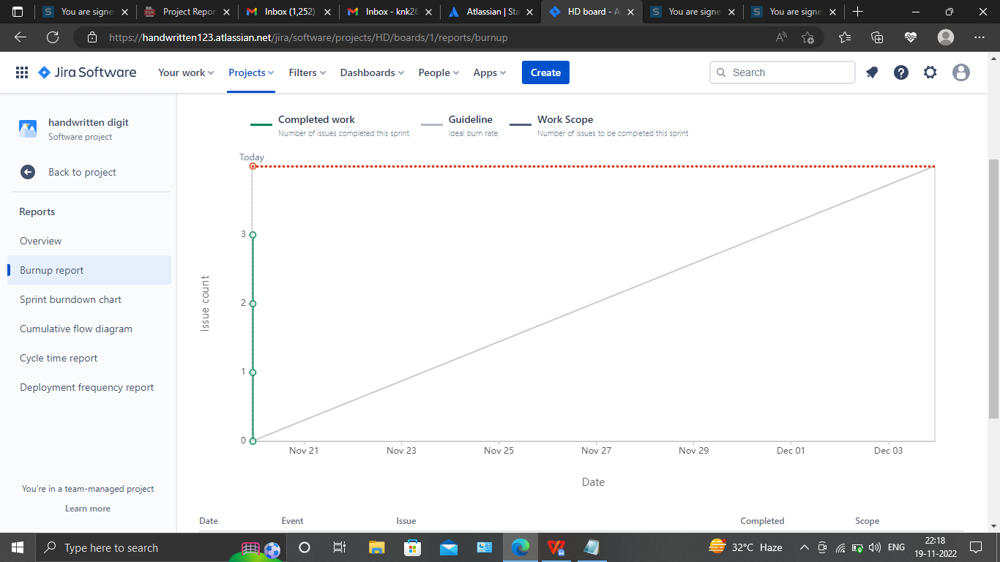 You are signe
Project Repor
Inbox (1,252)
Inbox - knk26
Atlassian | Sta
HD board - A
You are signe
You are signe
https://handwritten123.atlassian.net/jira/software/projects/HD/boards/1/reports/burnup
Jira Software Your work Projects Filters Dashboards People Apps Create Search
handwritten digit
Software project
Back to project
Reports
Overview
Burnup report
Sprint burndown chart
Cumulative flow diagram
Cycle time report
Deployment frequency report
You're in a team-managed project
Learn more
Completed work Guideline Work Scope
Number of issues completed this sprint Ideal burn rate Number of issues to be completed this sprint
Today
3
2
1
0
Issue count
Nov 21 Nov 23 Nov 25 Nov 27 Nov 29 Dec 01 Dec 03
Date
Date Event Issue Completed Scope
Type here to search
32°C Haze
ENG
22:18
19-11-2022